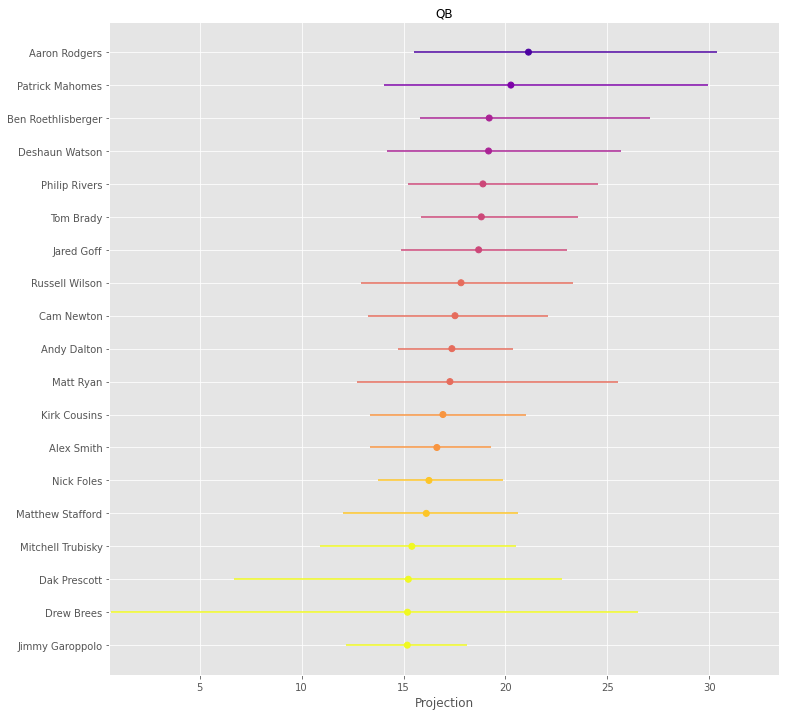 QB
Aaron Rodgers
Patrick Mahomes
Ben Roethlisberger
Deshaun Watson
Philip Rivers
Tom Brady
Jared Goff
Russell Wilson
Cam Newton
Andy Dalton
Matt Ryan
Kirk Cousins
Alex Smith
Nick Foles
Matthew Stafford
Mitchell Trubisky
Dak Prescott
Drew Brees
Jimmy Garoppolo
5 10 15 20 25 30
Projection